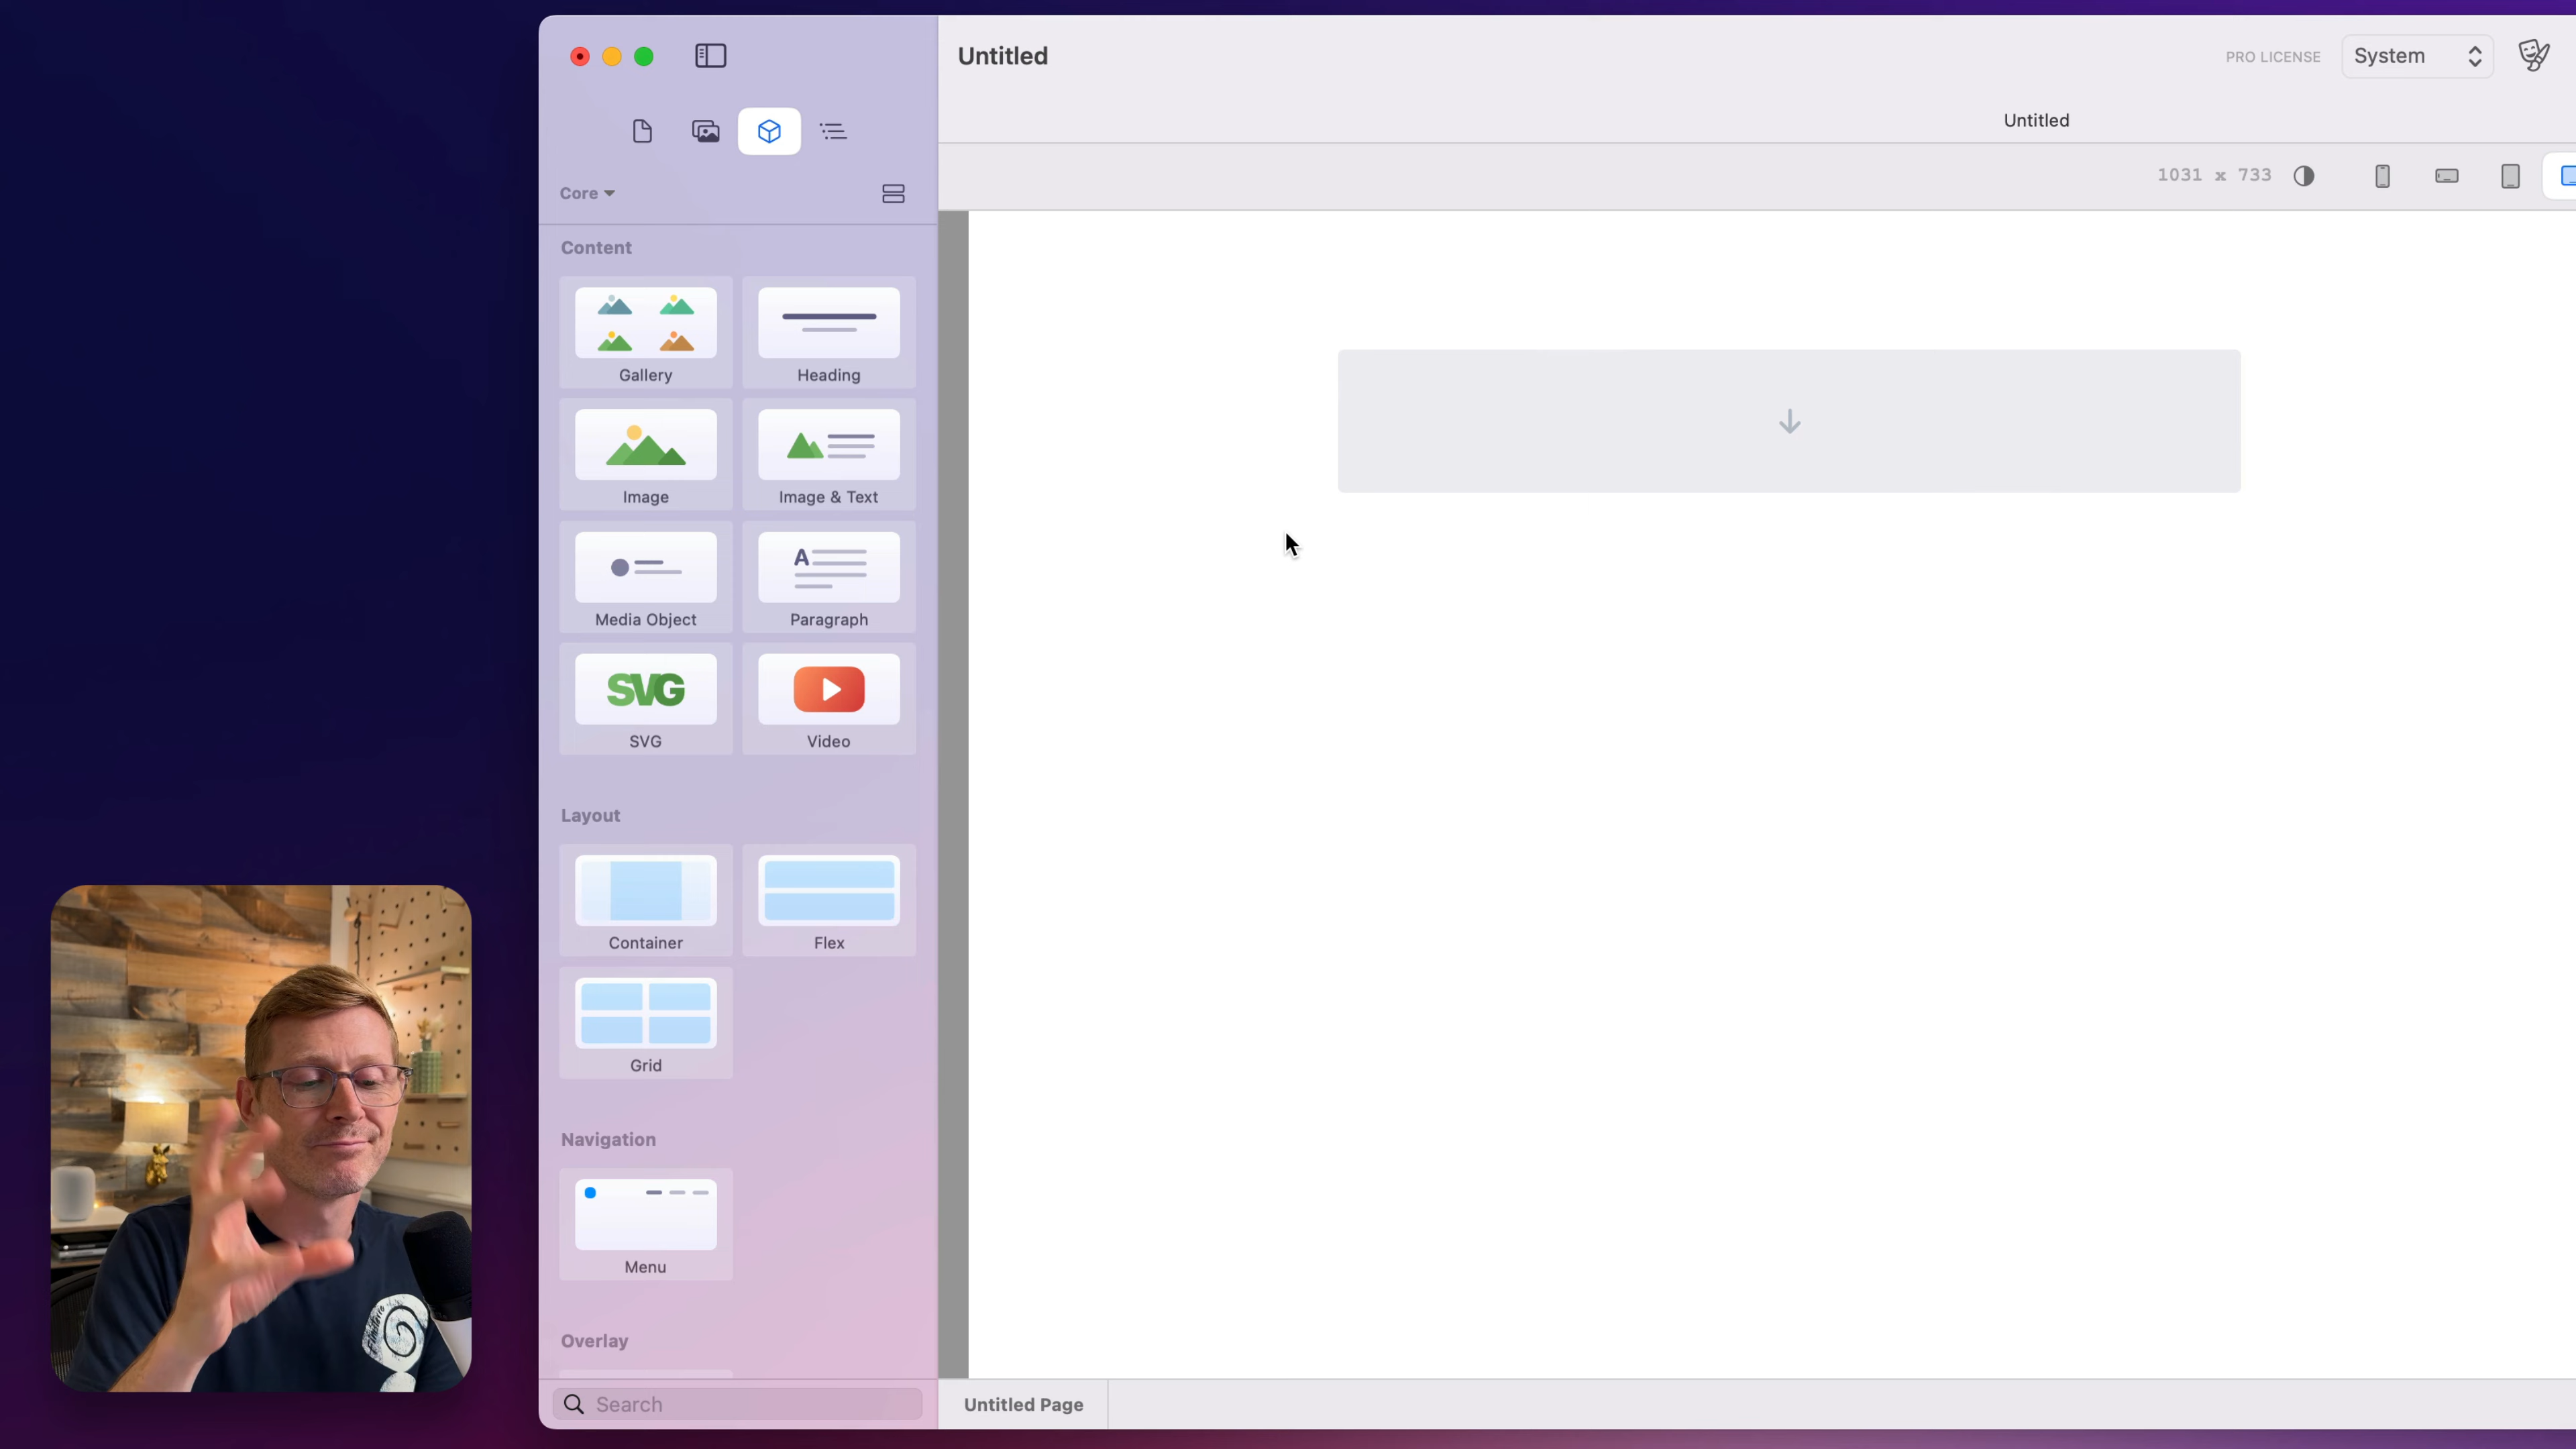 Untitled
PRO LICENSE
System
Untitled
Core
1031 x 733
Content
Gallery
Heading
Image
Image & Text
A
Media Object
Paragraph
SVG
SVG
Video
Layout
Container
Flex
Grid
Navigation
Menu
Overlay
Search
Untitled Page